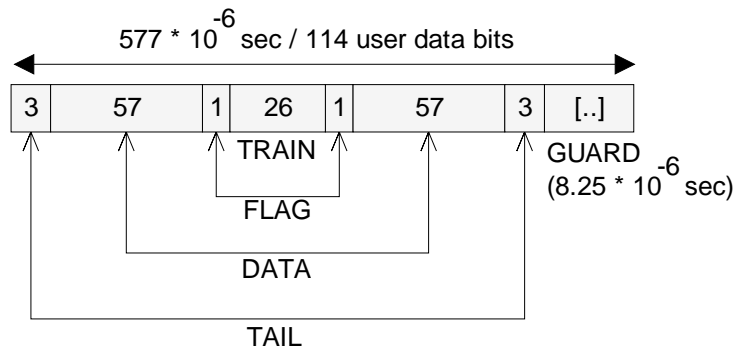 577 * 10^-6 sec / 114 user data bits
3 57 1 26 1 57 3 [..]
TRAIN GUARD
(8.25 * 10^-6 sec)
FLAG
DATA
TAIL